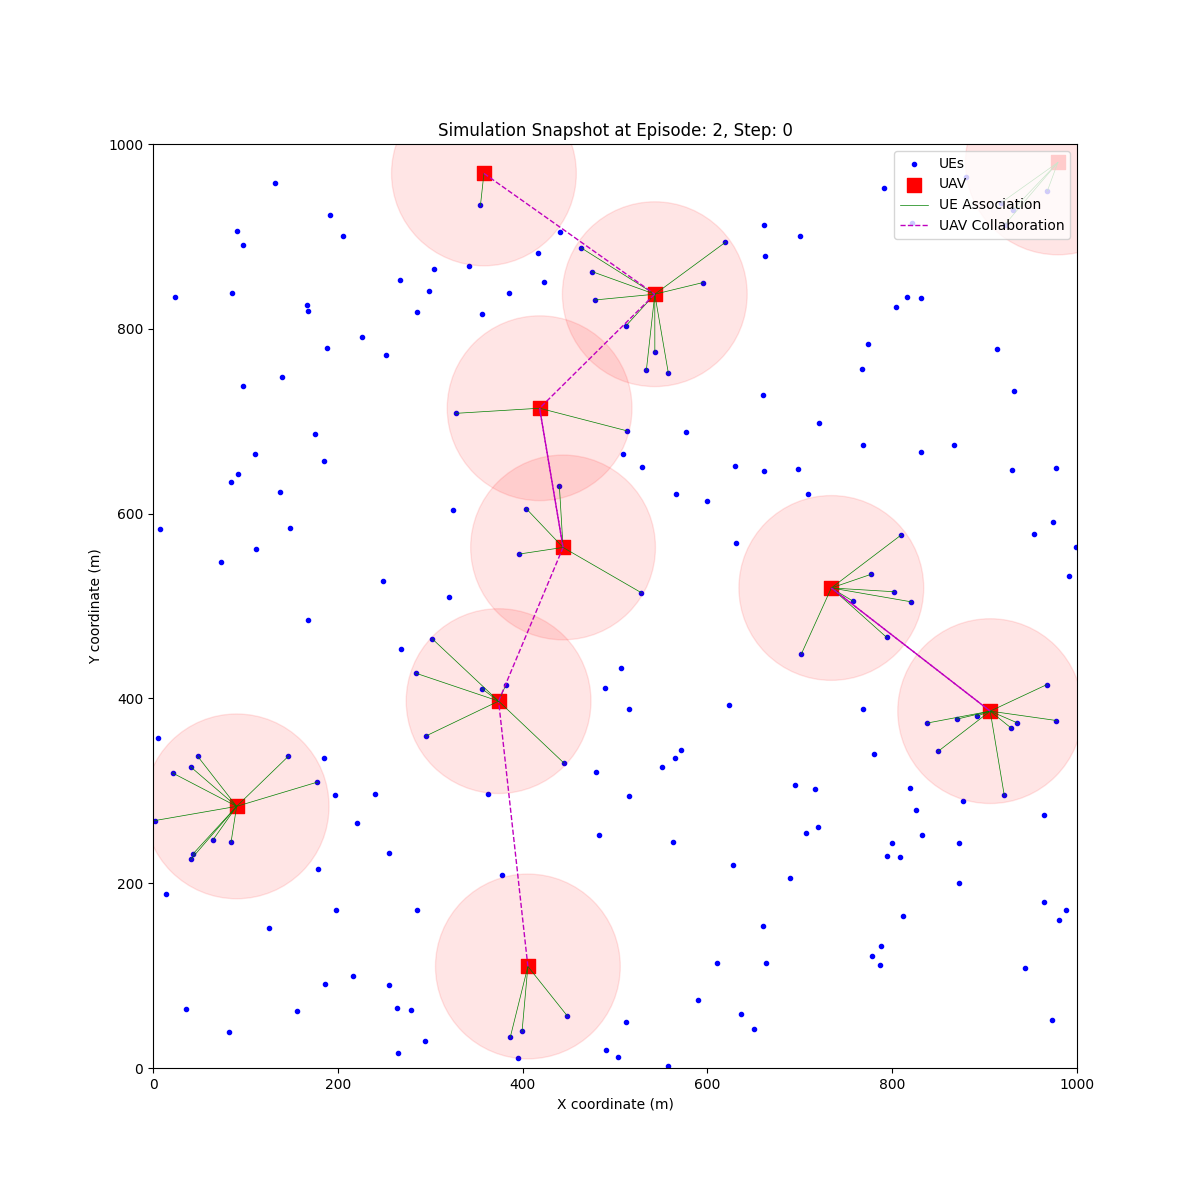 Simulation Snapshot at Episode: 2, Step: 0
1000
800
600
400
200
0
Y coordinate (m)
UEs
UAV
UE Association
UAV Collaboration
0 200 400 600 800 1000
X coordinate (m)